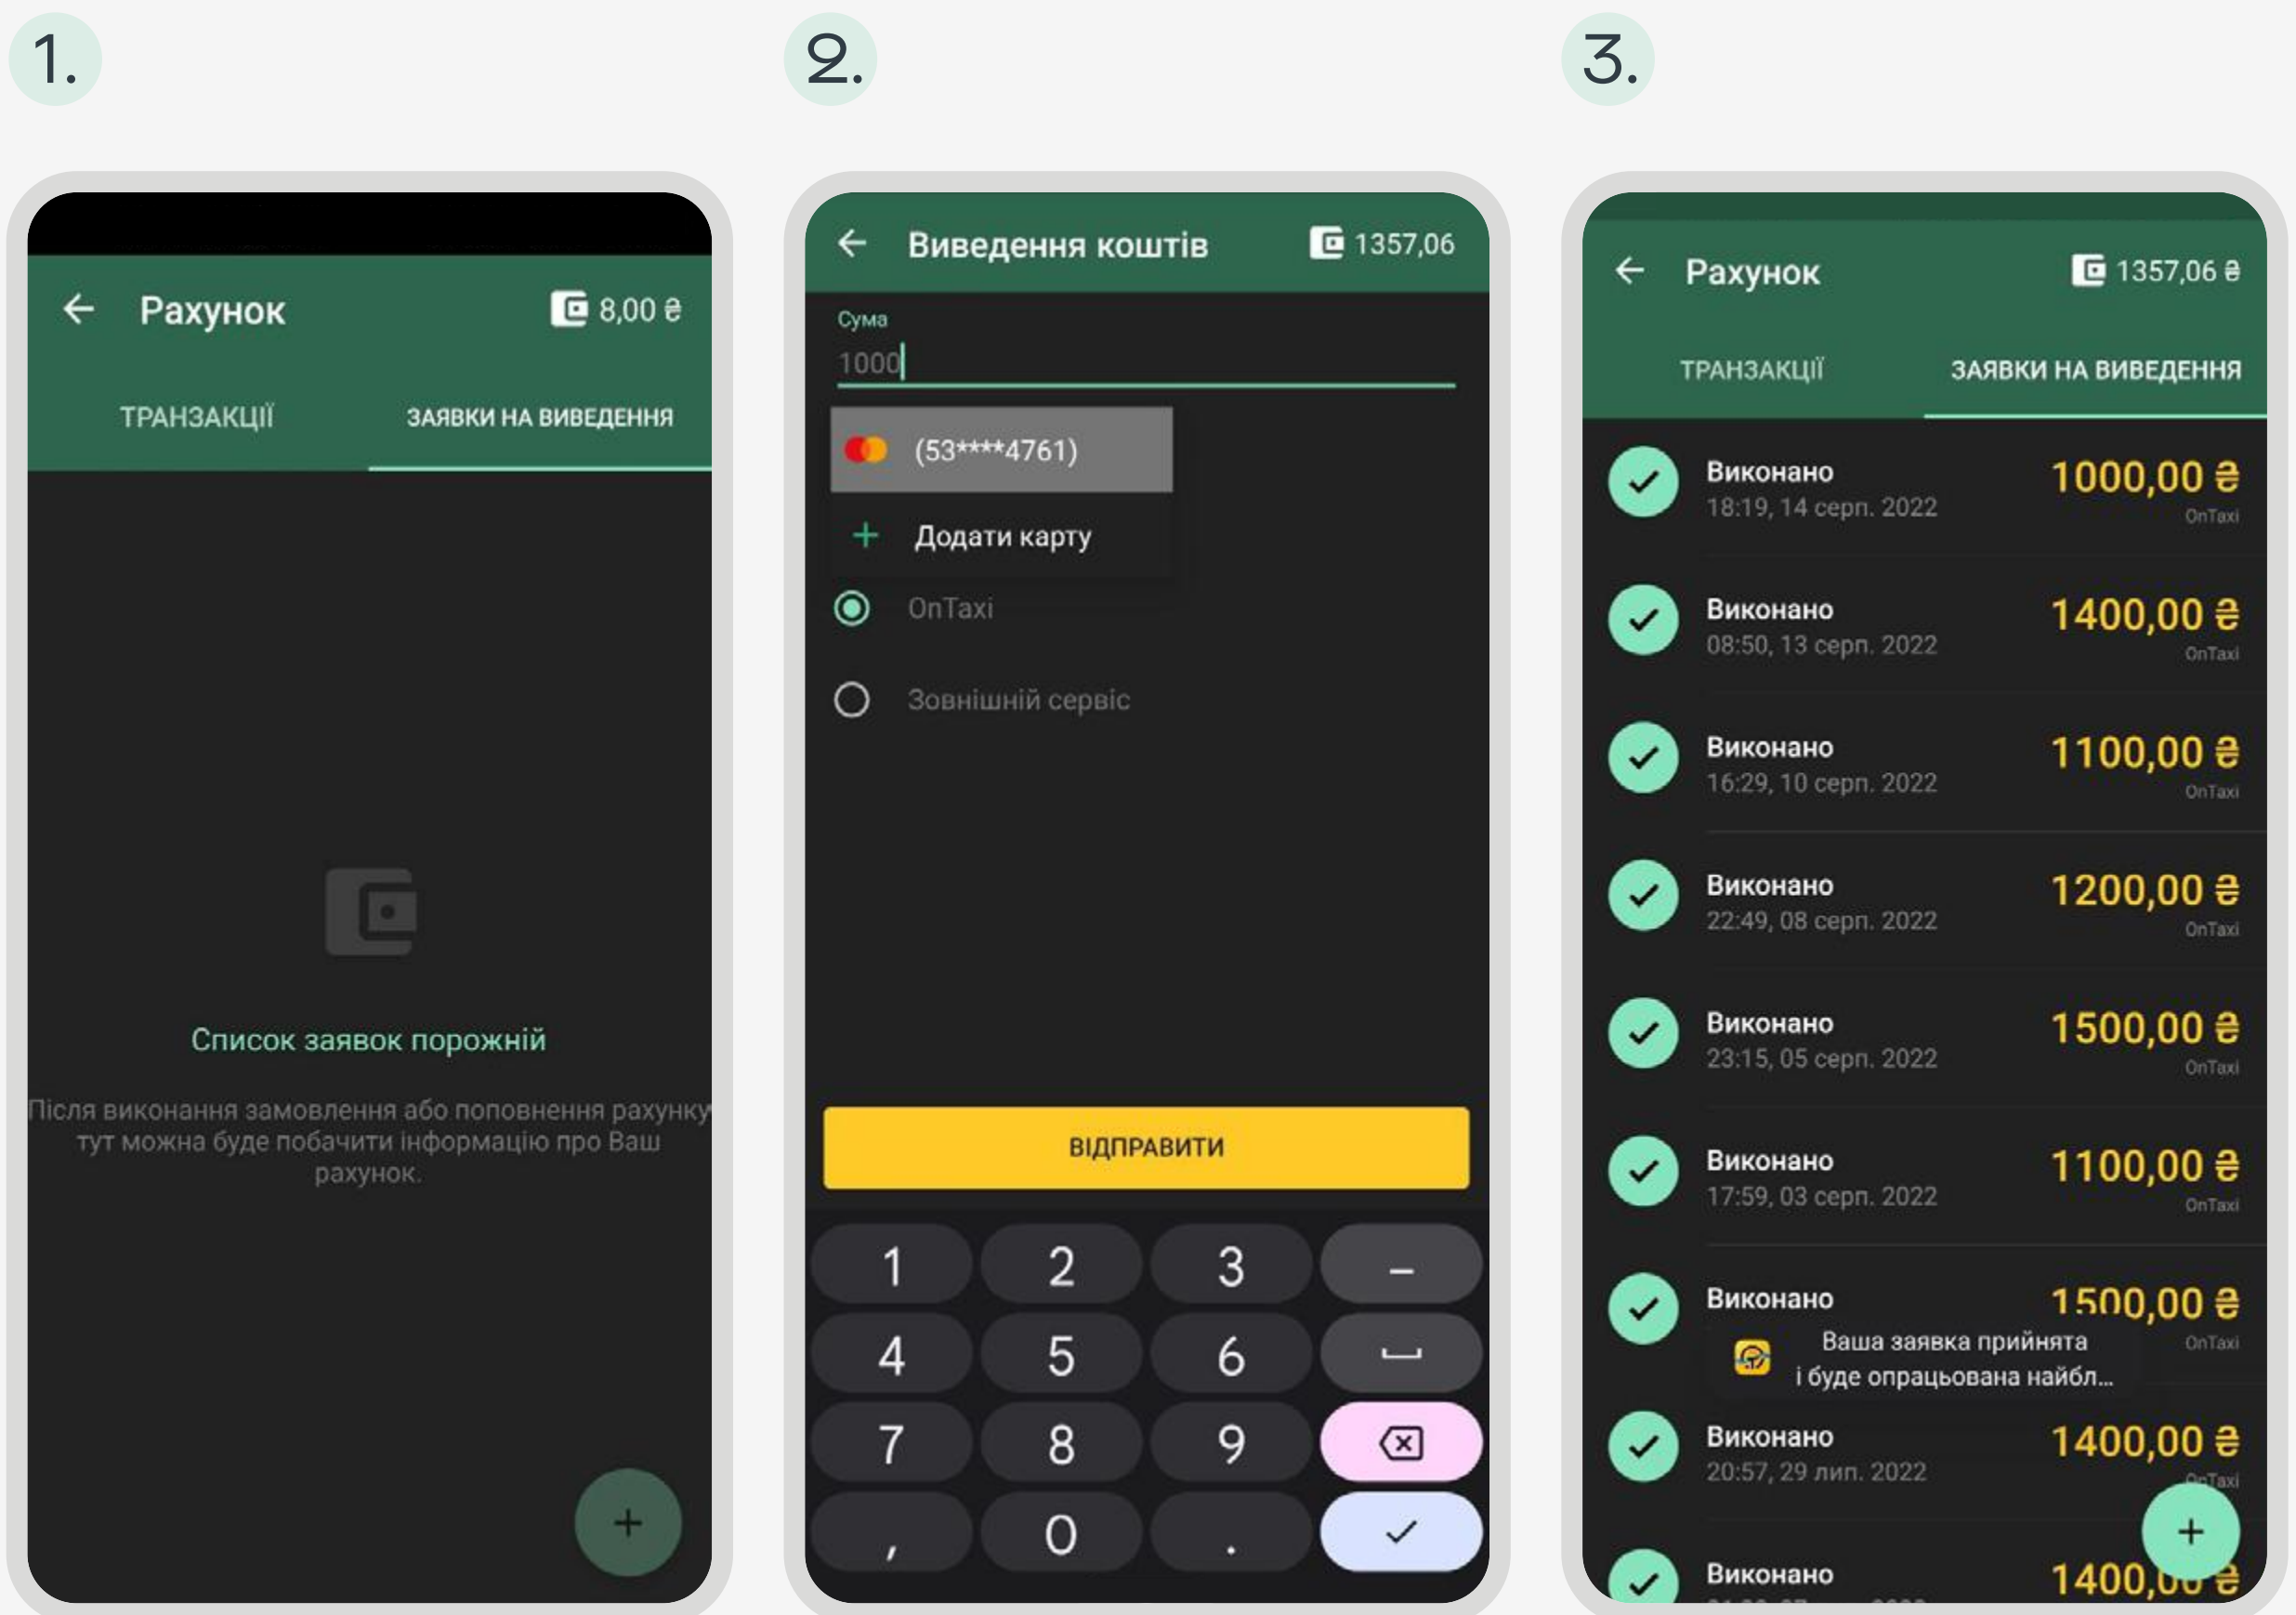 1.
2.
3.
Рахунок
8,00 ₴
ТРАНЗАКЦІЇ
ЗАЯВКИ НА ВИВЕДЕННЯ
Список заявок порожній
Після виконання замовлення або поповнення рахунку
тут можна буде побачити інформацію про Ваш
рахунок.
+
Виведення коштів
1357,06
Сума
1000
(53****4761)
+ Додати карту
OnTaxi
Зовнішній сервіс
ВІДПРАВИТИ
1 2 3 –
4 5 6
7 8 9
, 0 .
Рахунок
1357,06 ₴
ТРАНЗАКЦІЇ
ЗАЯВКИ НА ВИВЕДЕННЯ
Виконано 1000,00 ₴
18:19, 14 серп. 2022 OnTaxi
Виконано 1400,00 ₴
08:50, 13 серп. 2022 OnTaxi
Виконано 1100,00 ₴
16:29, 10 серп. 2022 OnTaxi
Виконано 1200,00 ₴
22:49, 08 серп. 2022 OnTaxi
Виконано 1500,00 ₴
23:15, 05 серп. 2022 OnTaxi
Виконано 1100,00 ₴
17:59, 03 серп. 2022 OnTaxi
Виконано 1500,00 ₴
OnTaxi
Ваша заявка прийнята
і буде опрацьована найбл...
Виконано 1400,00 ₴
20:57, 29 лип. 2022 OnTaxi
+
Виконано 1400,00 ₴